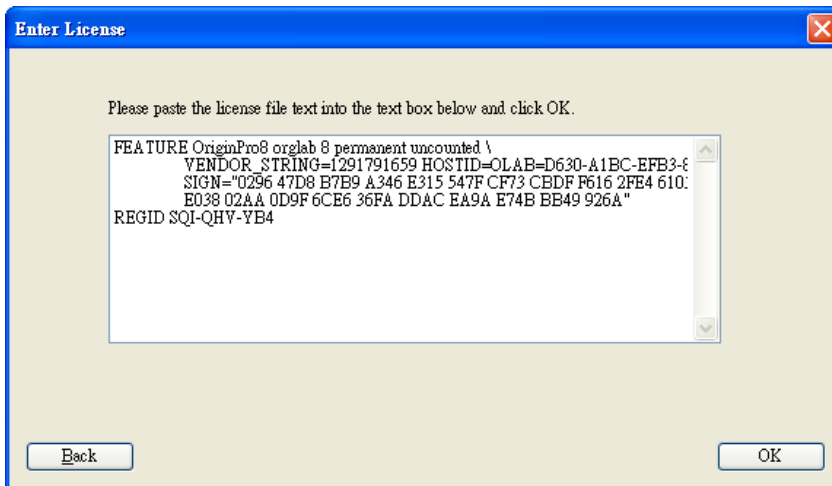 Enter License
Please paste the license file text into the text box below and click OK.
FEATURE OriginPro8 orglab 8 permanent uncounted \
VENDOR_STRING=1291791659 HOSTID=OLAB=D630-A1BC-EFB3-8
SIGN="0296 47D8 B7B9 A346 E315 547F CF73 CBDF F616 2FE4 610
E038 02AA 0D9F 6CE6 36FA DDAC EA9A E74B BB49 926A"
REGID SQI-QHV-YB4
Back
OK